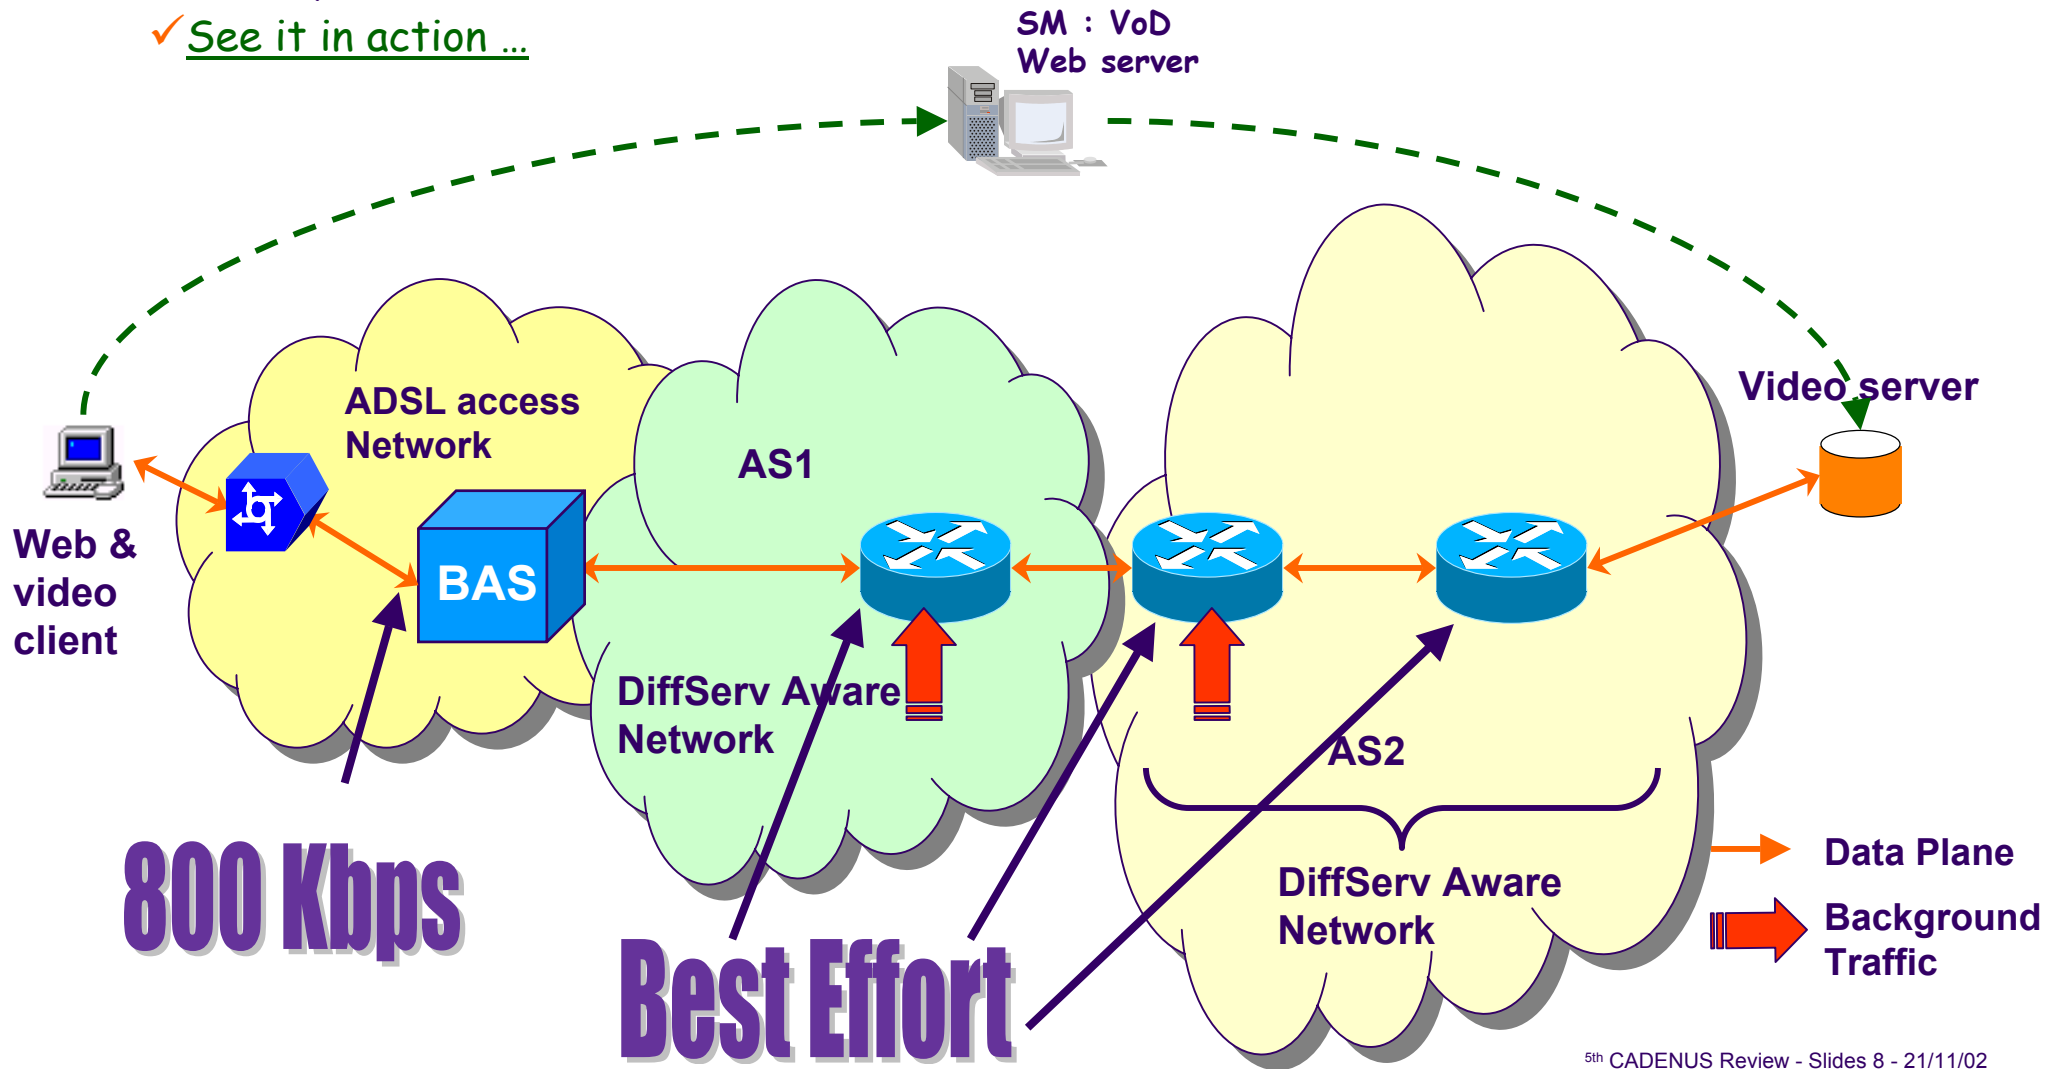 See it in action …
SM : VoD
Web server
ADSL access
Network
AS1
Video server
BAS
Web &
video
client
DiffServ Aware
Network
AS2
800 Kbps
Best Effort
DiffServ Aware
Network
Data Plane
Background
Traffic
5th CADENUS Review - Slides 8 - 21/11/02